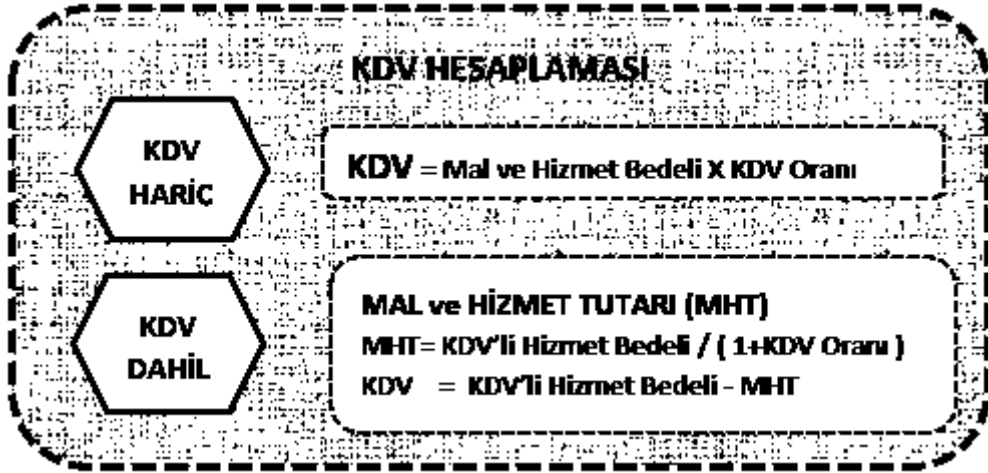 KDV HESAPLAMASI
KDV
HARİÇ
KDV = Mal ve Hizmet Bedeli X KDV Oranı
KDV
DAHİL
MAL ve HİZMET TUTARI (MHT)
MHT= KDV'li Hizmet Bedeli / ( 1+KDV Oranı )
KDV = KDV'li Hizmet Bedeli - MHT